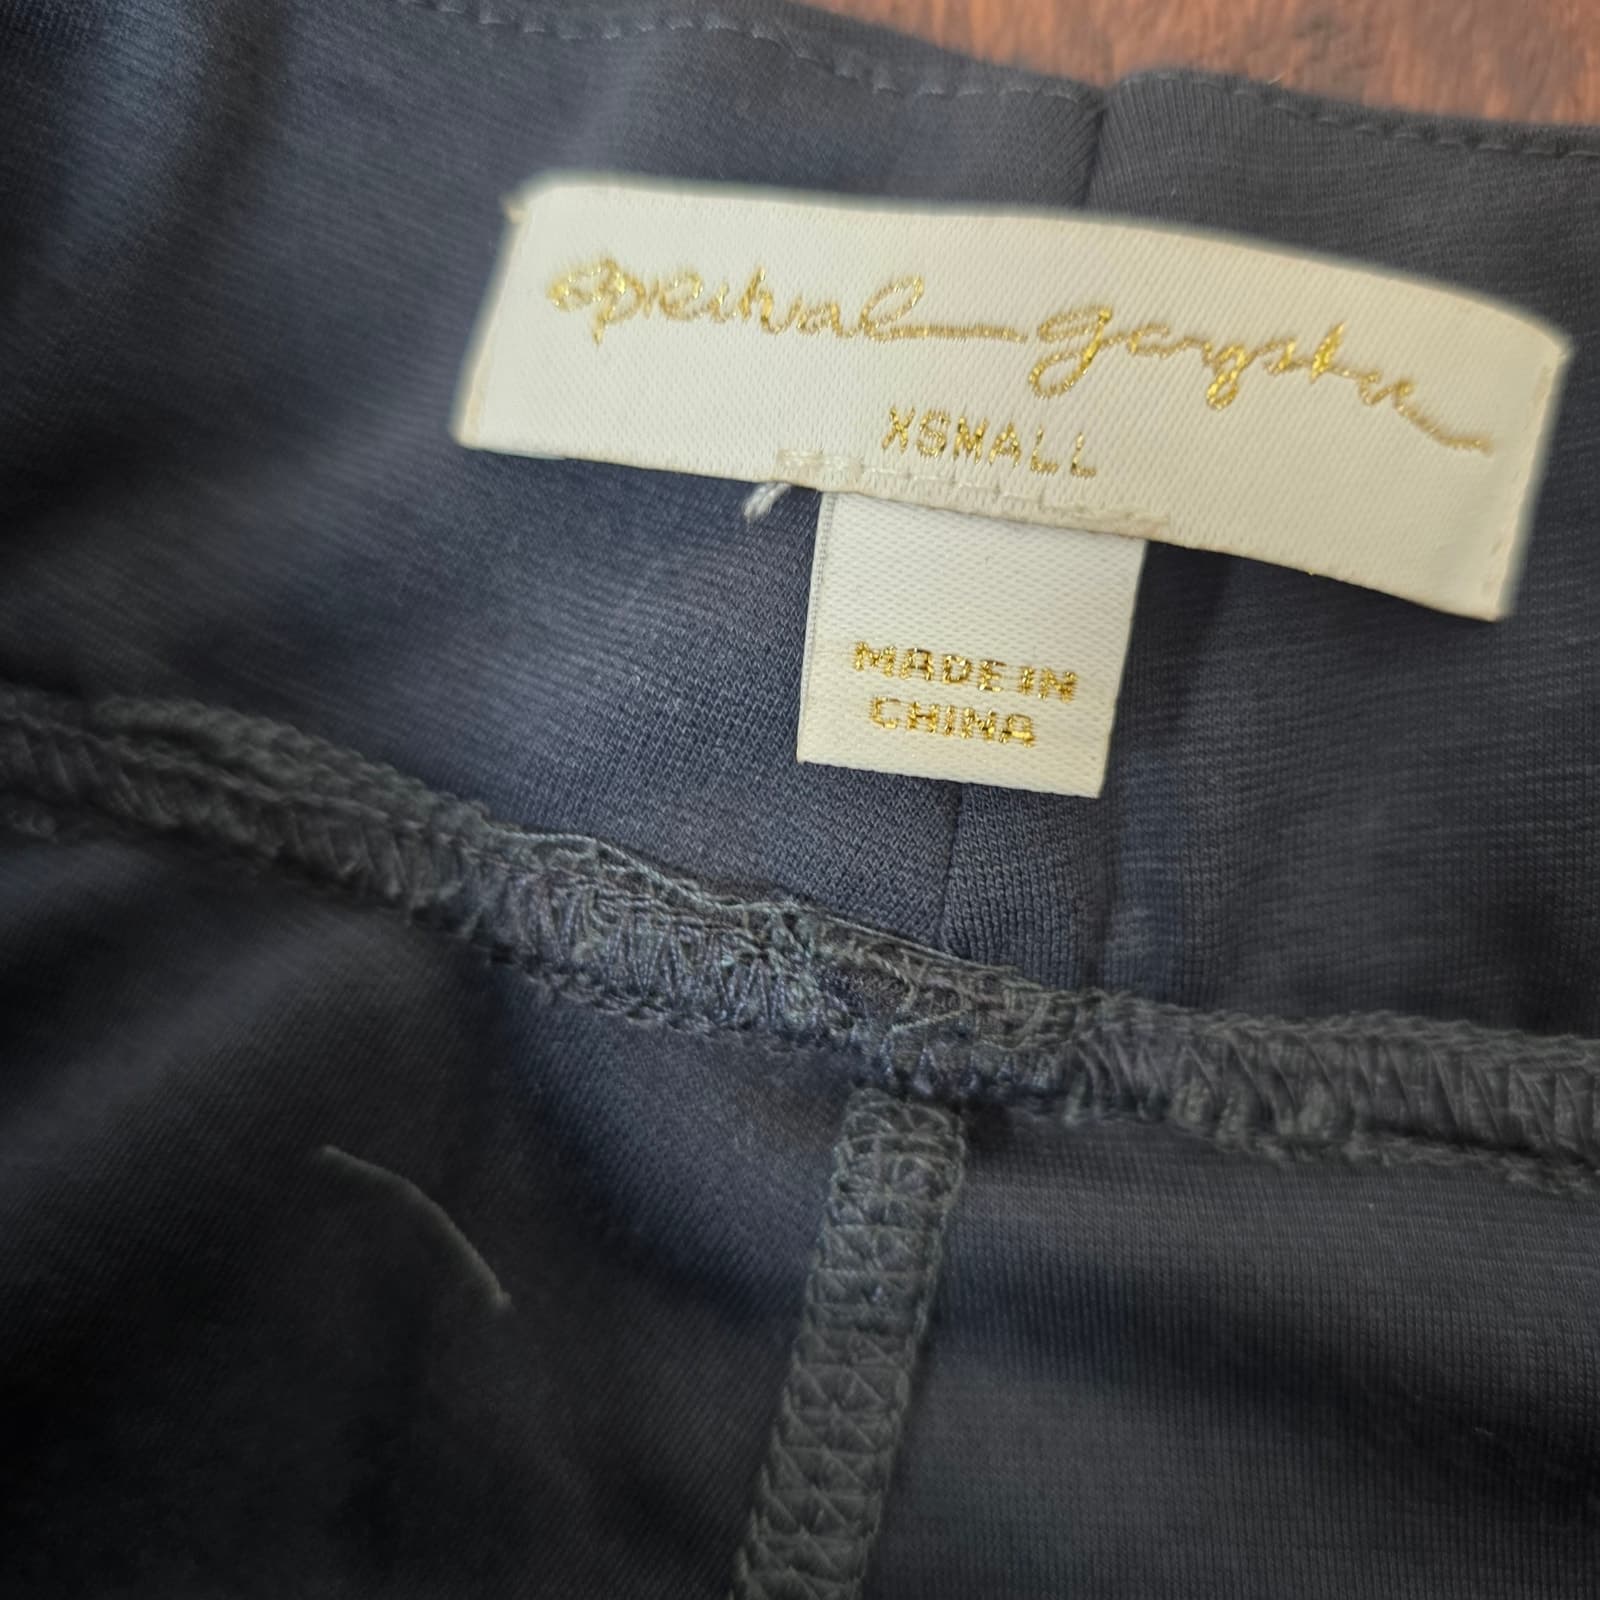 spiritual gangster
XSMALL
MADE IN
CHINA